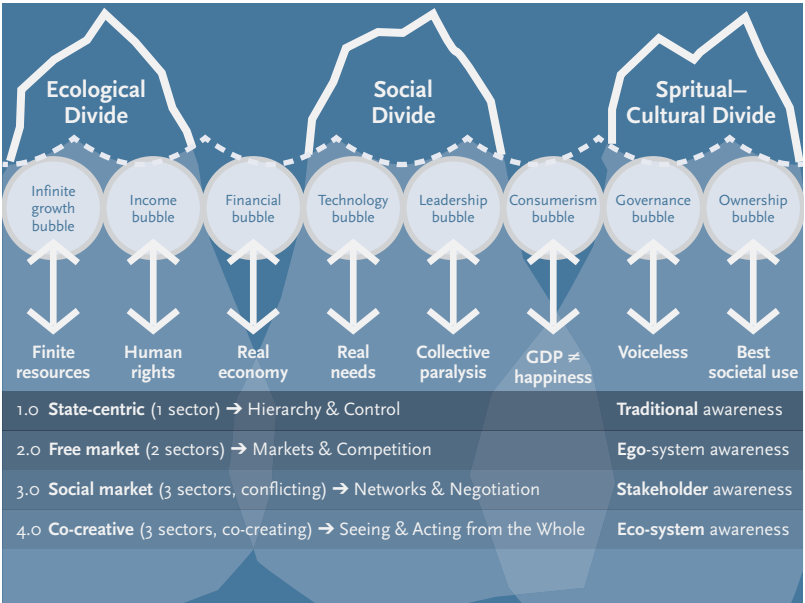 Ecological
Divide
Social
Divide
Spritual–
Cultural Divide
Infinite
growth
bubble
Income
bubble
Financial
bubble
Technology
bubble
Leadership
bubble
Consumerism
bubble
Governance
bubble
Ownership
bubble
Finite
resources
Human
rights
Real
economy
Real
needs
Collective
paralysis
GDP ≠
happiness
Voiceless
Best
societal use
1.0 State-centric (1 sector) ➔ Hierarchy & Control
Traditional awareness
2.0 Free market (2 sectors) ➔ Markets & Competition
Ego-system awareness
3.0 Social market (3 sectors, conflicting) ➔ Networks & Negotiation
Stakeholder awareness
4.0 Co-creative (3 sectors, co-creating) ➔ Seeing & Acting from the Whole
Eco-system awareness